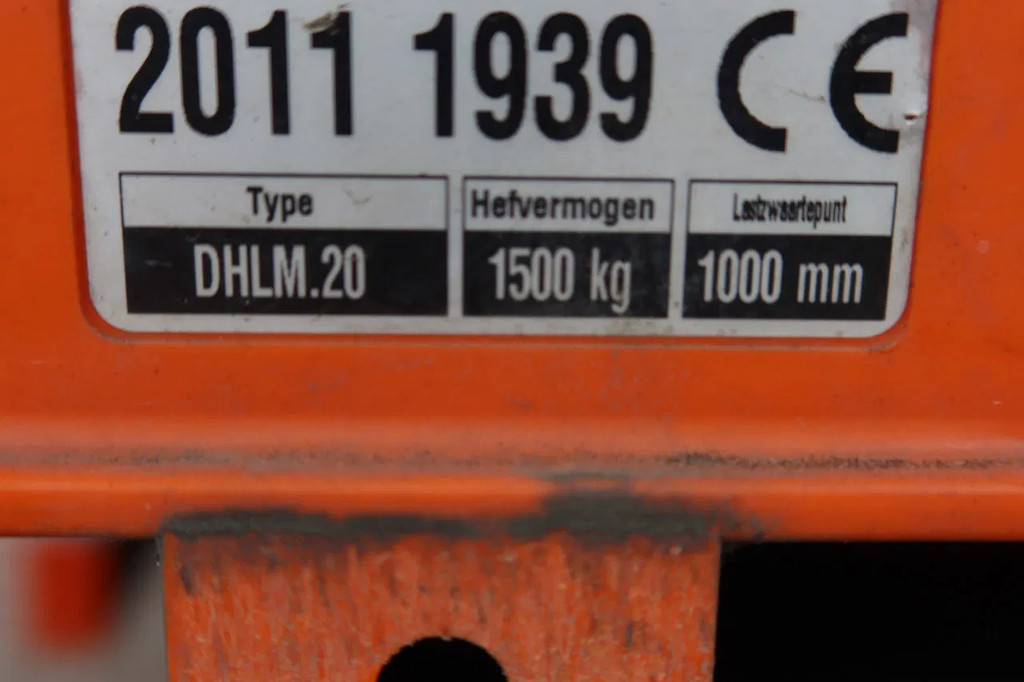 2011 1939 CE
Type Hefvermogen Lastzwaartepunt
DHLM.20 1500 kg 1000 mm